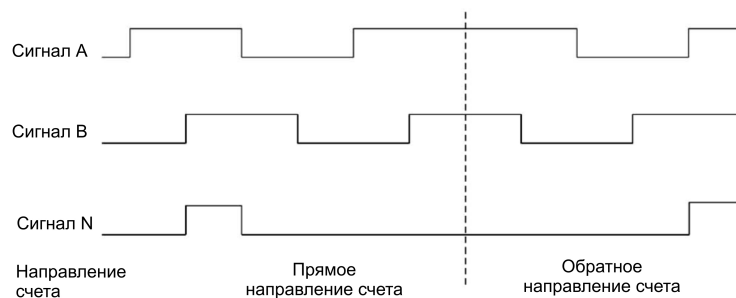 Сигнал А
Сигнал В
Сигнал N
Направление
счета
Прямое
направление счета
Обратное
направление счета